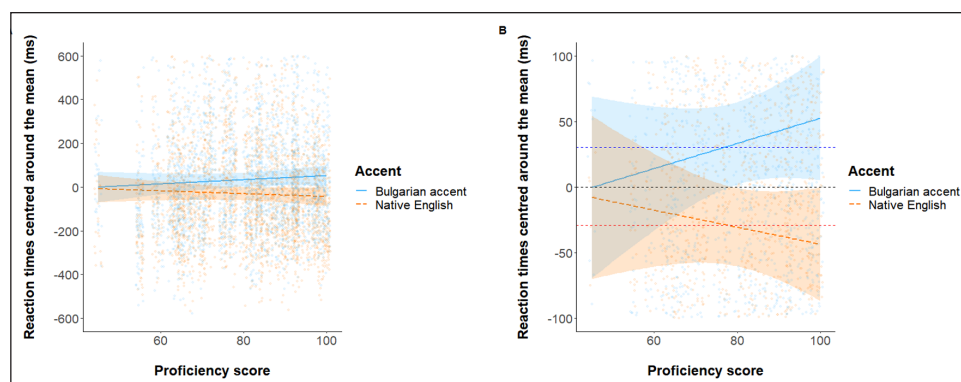 B
Reaction times centred around the mean (ms)
600
400
200
0
-200
-400
-600
60
80
100
Proficiency score
Accent
Bulgarian accent
Native English
Reaction times centred around the mean (ms)
100
50
0
-50
-100
60
80
100
Proficiency score
Accent
Bulgarian accent
Native English